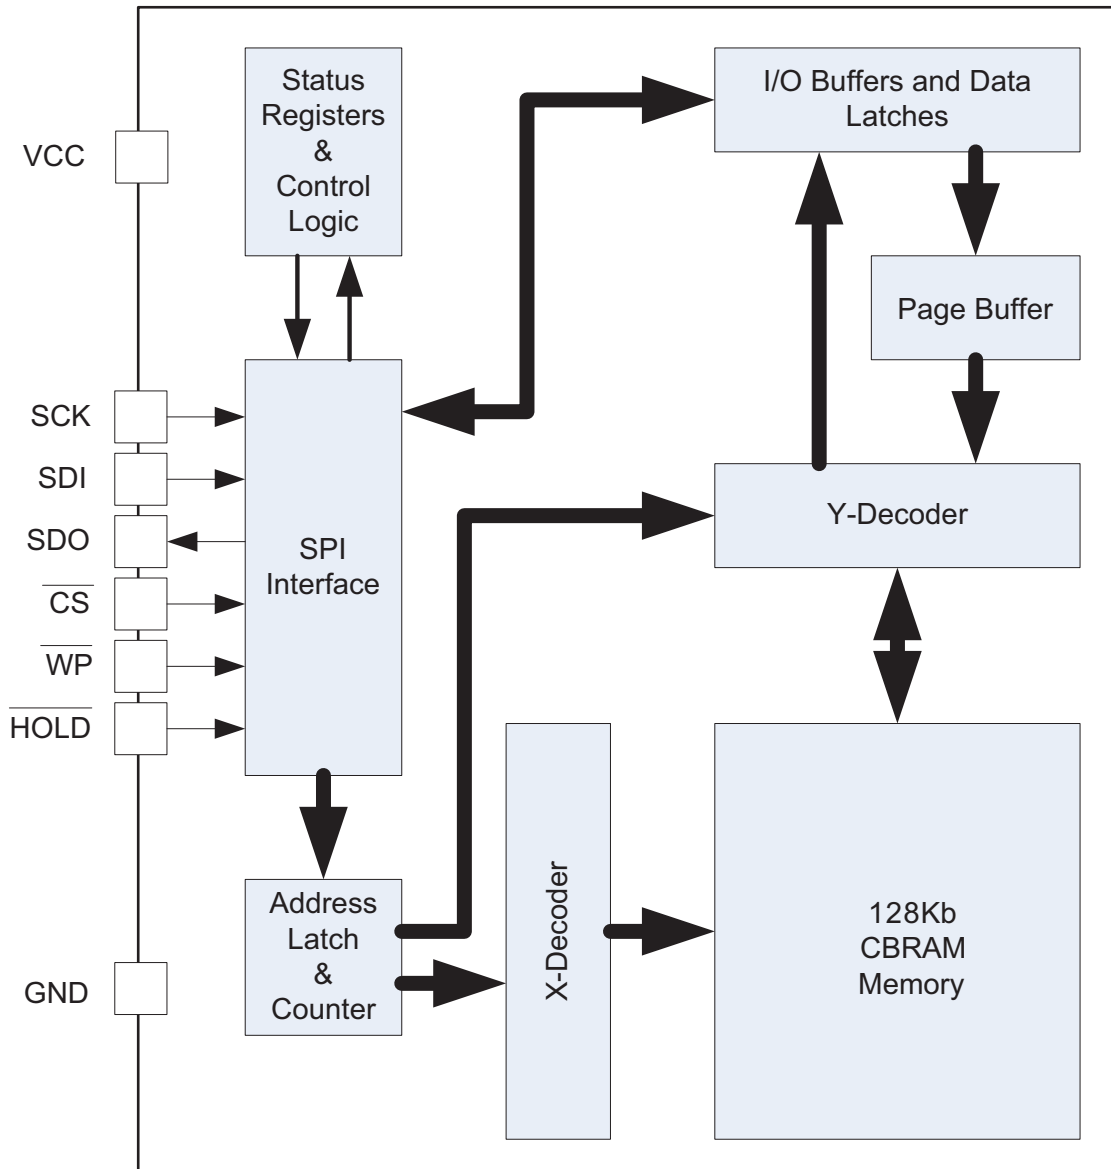 Status
Registers
&
Control
Logic
I/O Buffers and Data
Latches
VCC
Page Buffer
SCK
SDI
SDO
CS
WP
HOLD
SPI
Interface
Y-Decoder
Address
Latch
&
Counter
X-Decoder
128Kb
CBRAM
Memory
GND